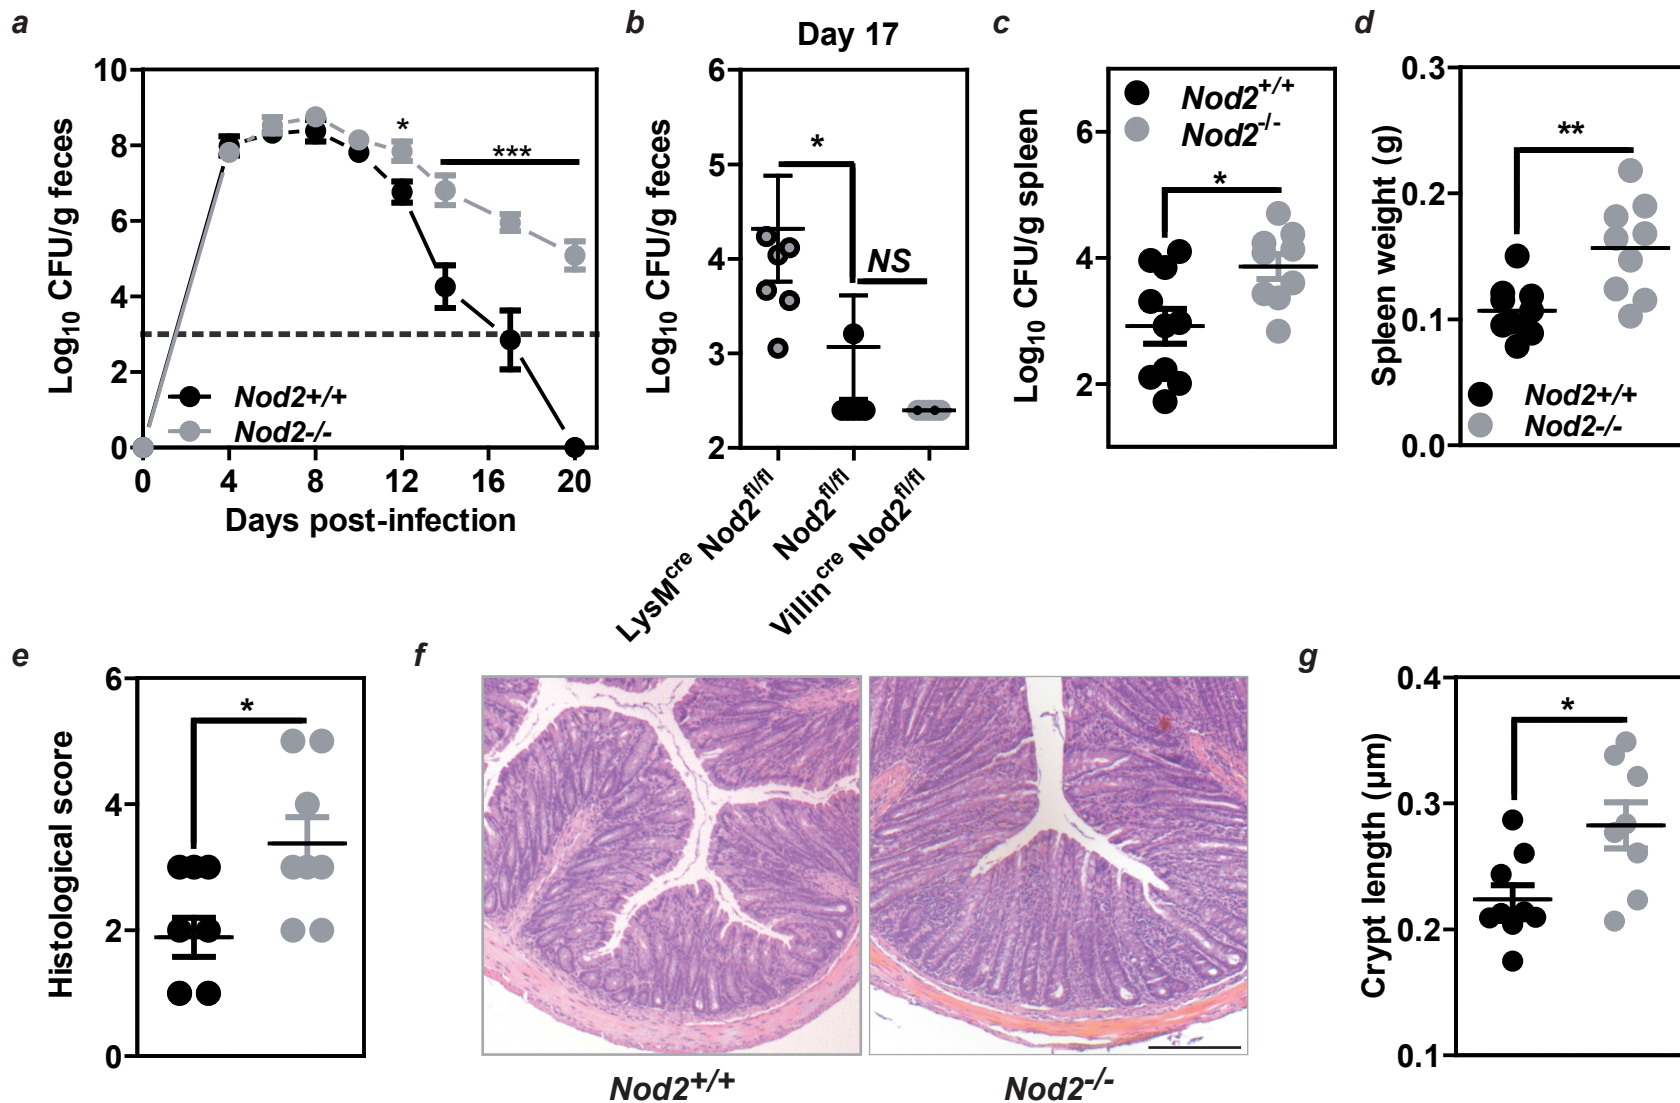 a
Log10 CFU/g feces
10
8
6
4
2
0
*
***
Nod2+/+
Nod2-/-
0 4 8 12 16 20
Days post-infection
b
Day 17
Log10 CFU/g feces
6
5
4
3
2
*
NS
LysMcre Nod2fl/fl
Nod2fl/fl
Villincre Nod2fl/fl
c
Log10 CFU/g spleen
6
4
2
Nod2+/+
Nod2-/-
*
d
Spleen weight (g)
0.3
0.2
0.1
0.0
**
Nod2+/+
Nod2-/-
e
Histological score
6
4
2
0
*
f
Nod2+/+
Nod2-/-
g
Crypt length (µm)
0.4
0.3
0.2
0.1
*